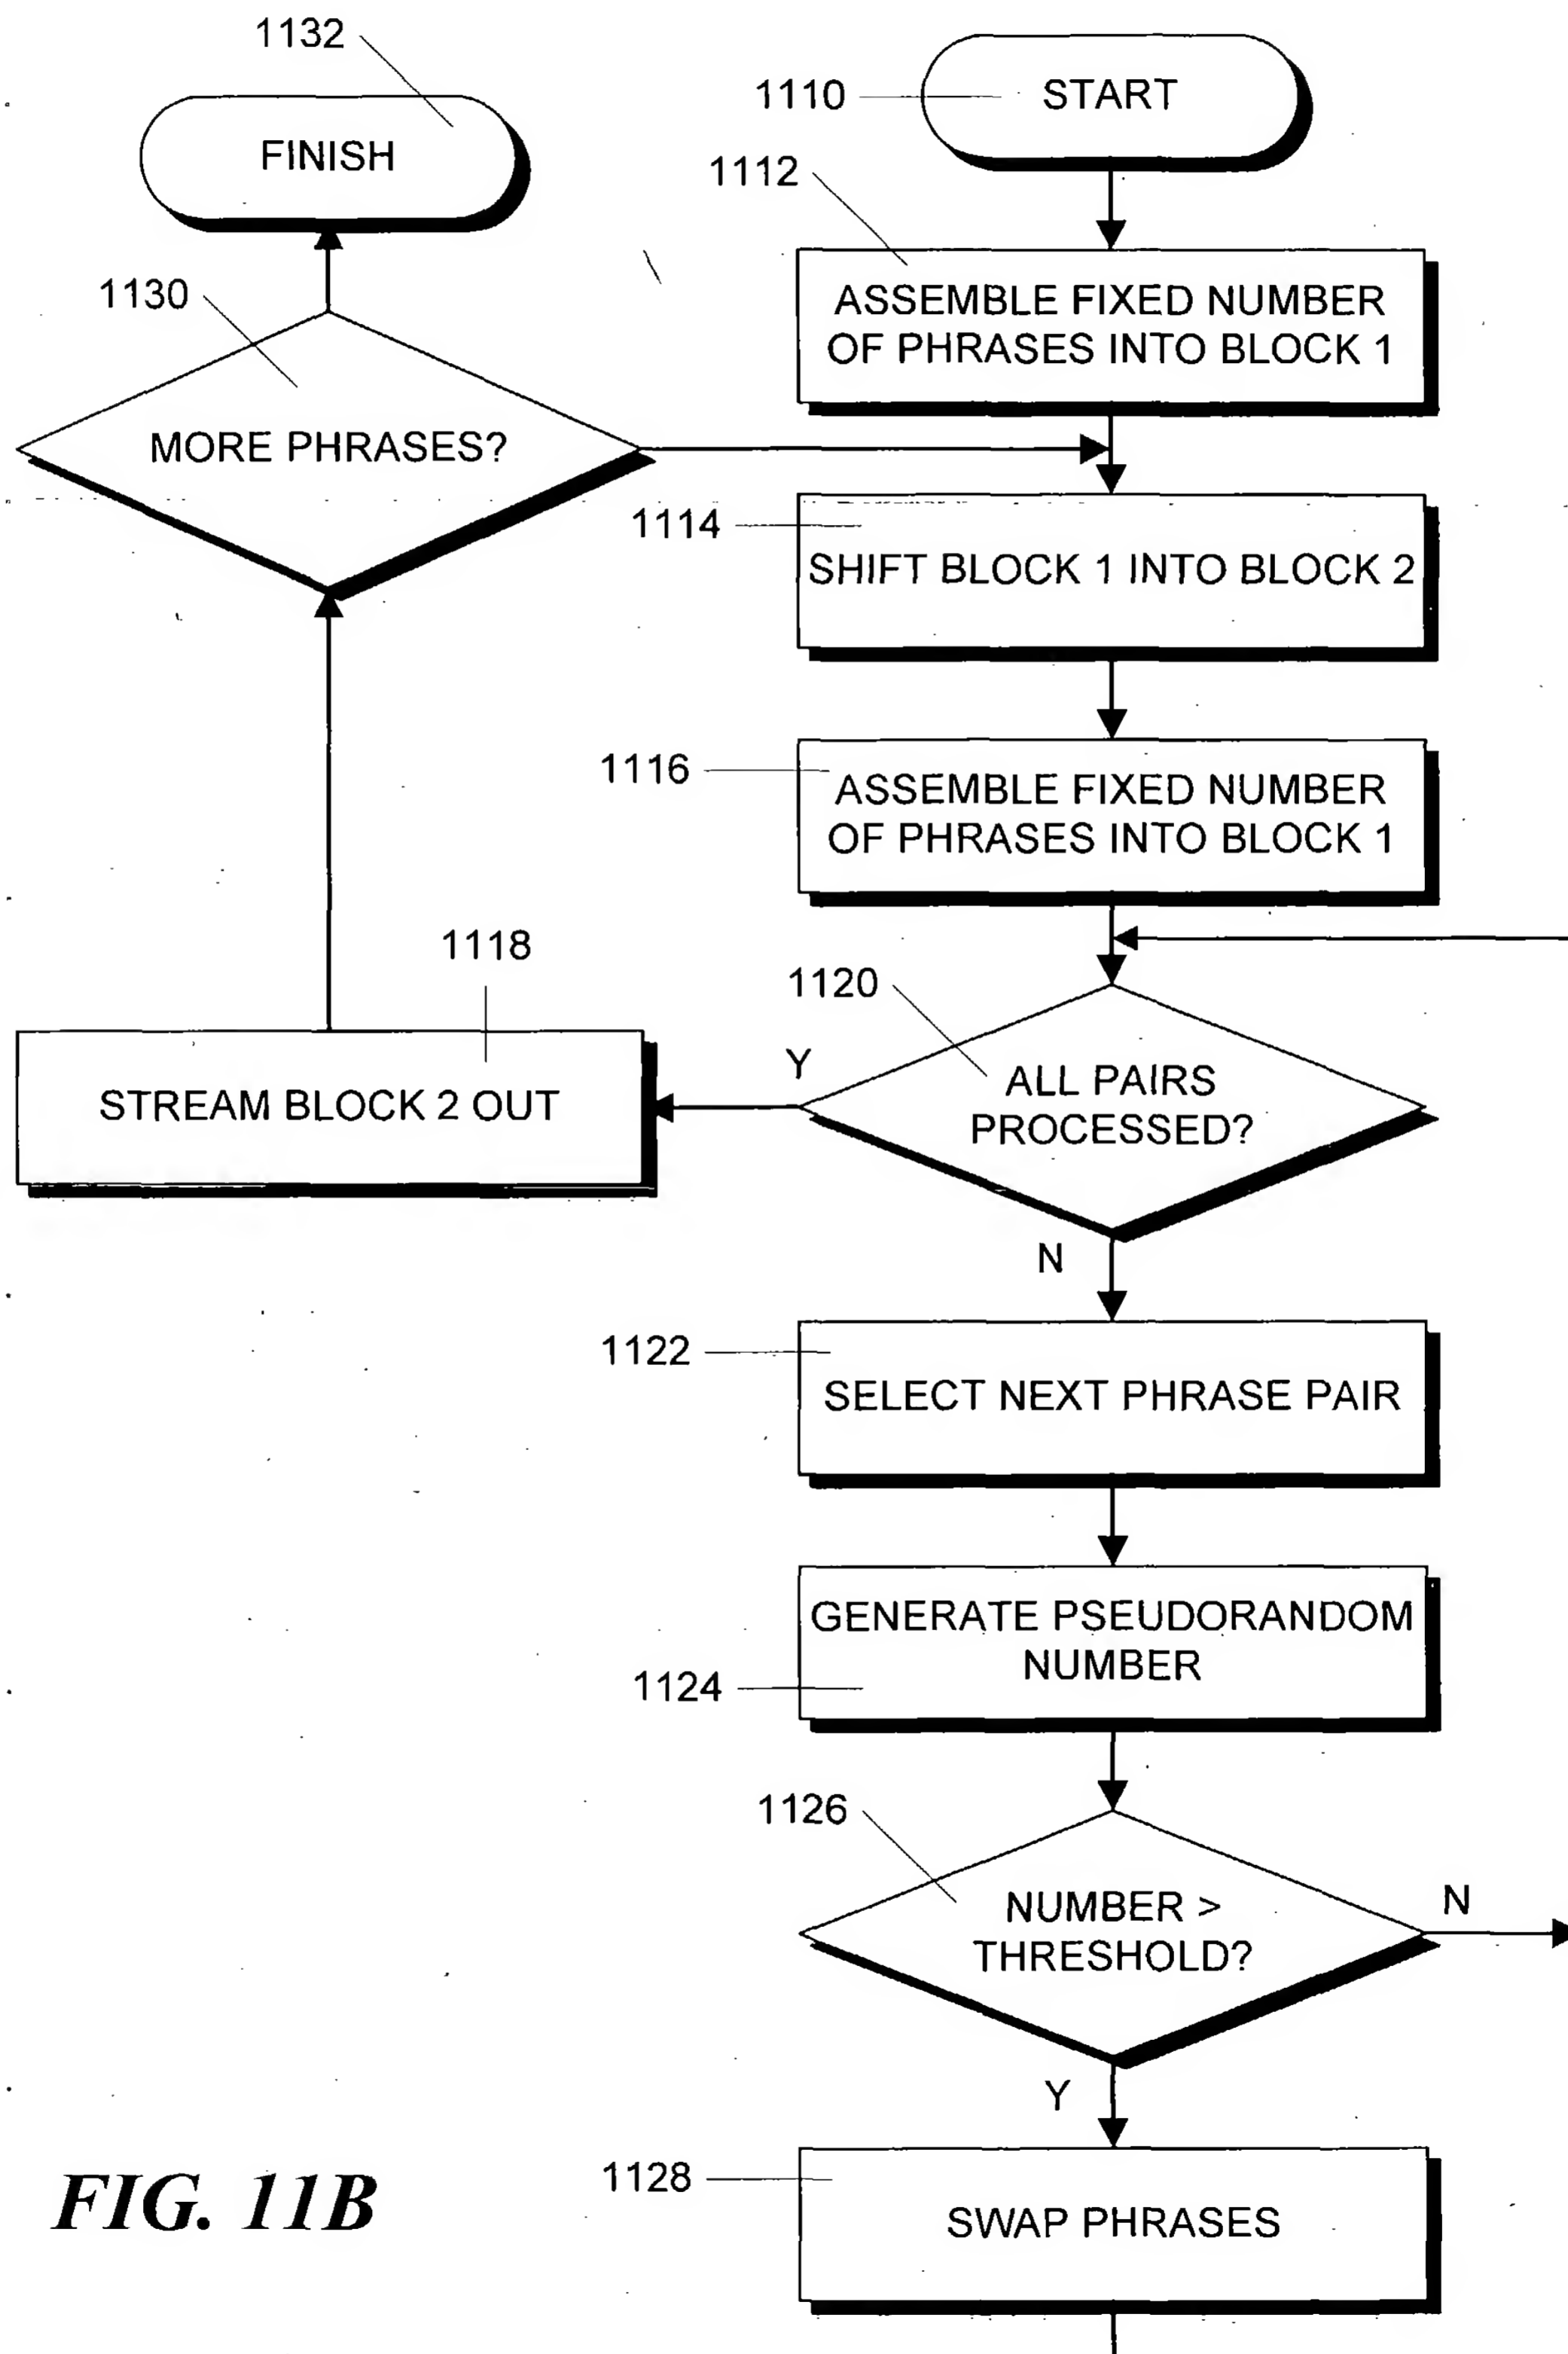 1132
FINISH
1110
START
1112
ASSEMBLE FIXED NUMBER
OF PHRASES INTO BLOCK 1
1130
MORE PHRASES?
1114
SHIFT BLOCK 1 INTO BLOCK 2
1116
ASSEMBLE FIXED NUMBER
OF PHRASES INTO BLOCK 1
1118
STREAM BLOCK 2 OUT
1120
Y
ALL PAIRS
PROCESSED?
N
1122
SELECT NEXT PHRASE PAIR
GENERATE PSEUDORANDOM
NUMBER
1124
1126
NUMBER >
THRESHOLD?
N
Y
1128
SWAP PHRASES
FIG. 11B